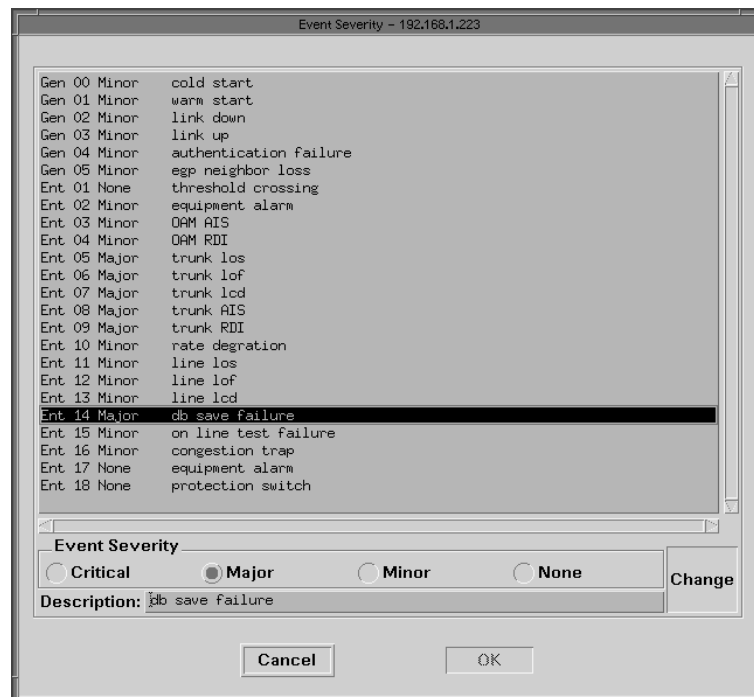 Event Severity - 192.168.1.223
Gen 00 Minor cold start
Gen 01 Minor warm start
Gen 02 Minor link down
Gen 03 Minor link up
Gen 04 Minor authentication failure
Gen 05 Minor egp neighbor loss
Ent 01 None threshold crossing
Ent 02 Minor equipment alarm
Ent 03 Minor OAM AIS
Ent 04 Minor OAM RDI
Ent 05 Major trunk los
Ent 06 Major trunk lof
Ent 07 Major trunk lcd
Ent 08 Major trunk AIS
Ent 09 Major trunk RDI
Ent 10 Minor rate degration
Ent 11 Minor line los
Ent 12 Minor line lof
Ent 13 Minor line lcd
Ent 14 Major db save failure
Ent 15 Minor on line test failure
Ent 16 Minor congestion trap
Ent 17 None equipment alarm
Ent 18 None protection switch
Event Severity
Critical Major Minor None
Change
Description: db save failure
Cancel OK